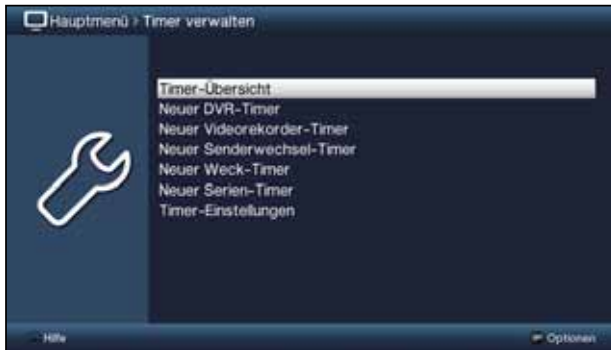 Hauptmenü › Timer verwalten
Timer-Übersicht
Neuer DVR-Timer
Neuer Videorekorder-Timer
Neuer Senderwechsel-Timer
Neuer Weck-Timer
Neuer Serien-Timer
Timer-Einstellungen
Hilfe
Optionen